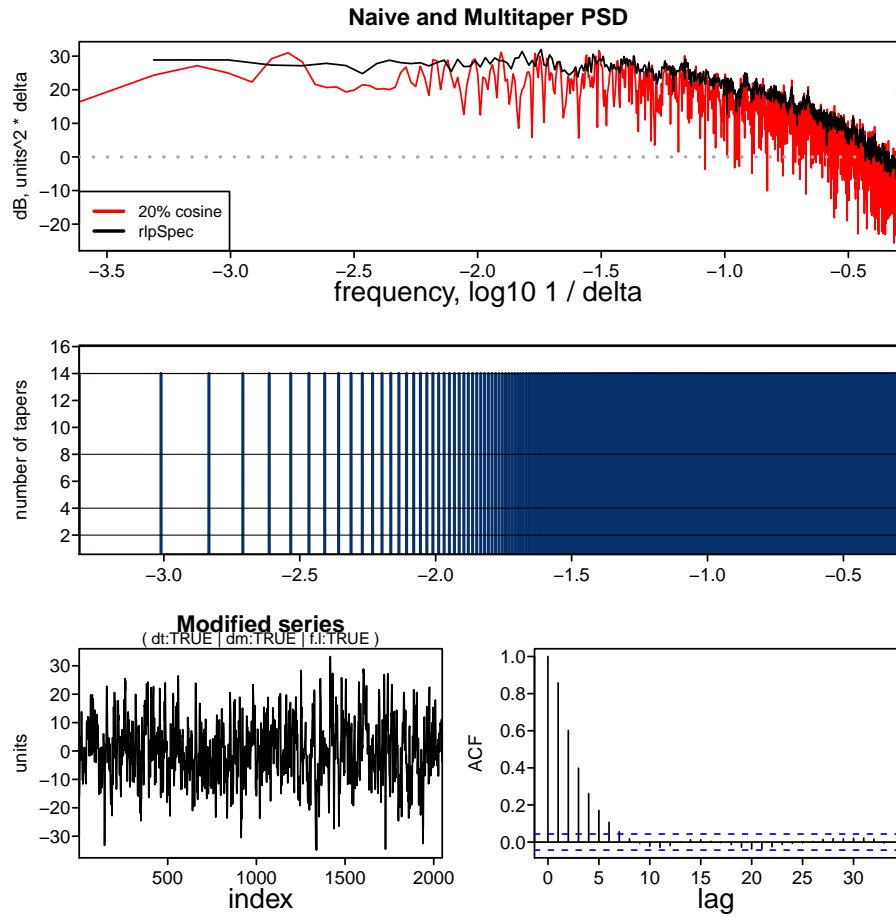 Naive and Multitaper PSD
dB, units^2 * delta
30
20
10
0
−10
−20
20% cosine
rlpSpec
−3.5 −3.0 −2.5 −2.0 −1.5 −1.0 −0.5
frequency, log10 1 / delta
number of tapers
16
14
12
10
8
6
4
2
−3.0 −2.5 −2.0 −1.5 −1.0 −0.5
Modified series
( dt:TRUE | dm:TRUE | f.l:TRUE )
units
30
20
10
0
−10
−20
−30
500 1000 1500 2000
index
ACF
1.0
0.8
0.6
0.4
0.2
0.0
0 5 10 15 20 25 30
lag